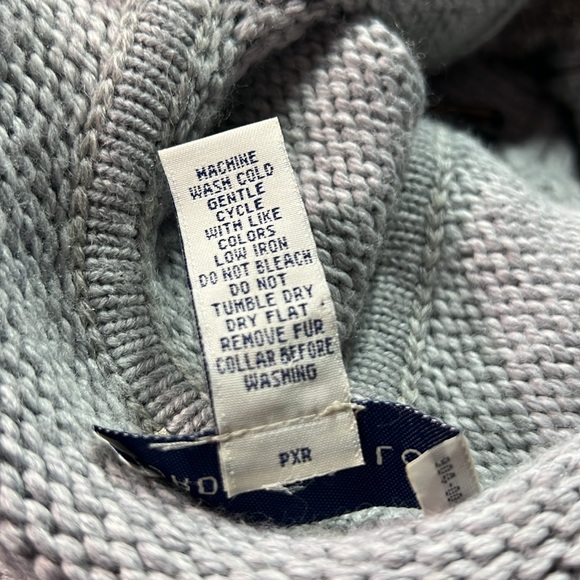 MACHINE
WASH COLD
GENTLE
CYCLE
WITH LIKE
COLORS
LOW IRON
DO NOT BLEACH
DO NOT
TUMBLE DRY
DRY FLAT
REMOVE FUR
COLLAR BEFORE
WASHING
PXR